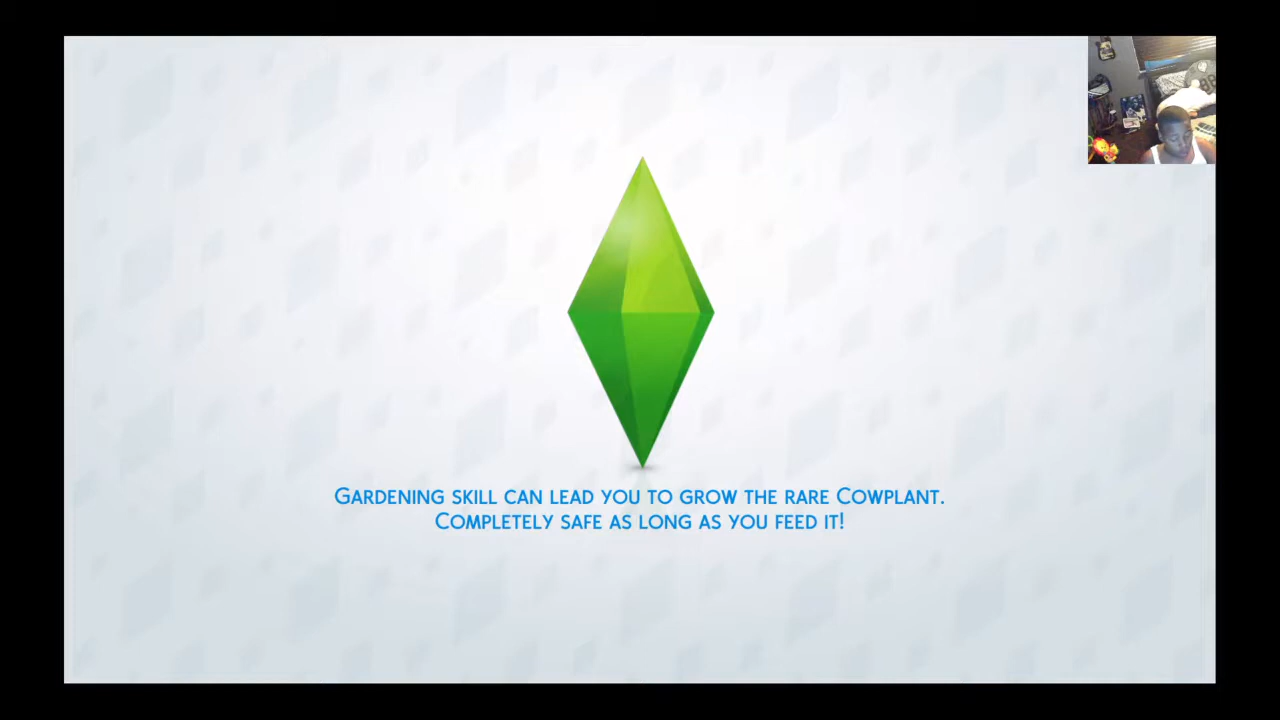 Gardening skill can lead you to grow the rare Cowplant.
Completely safe as long as you feed it!